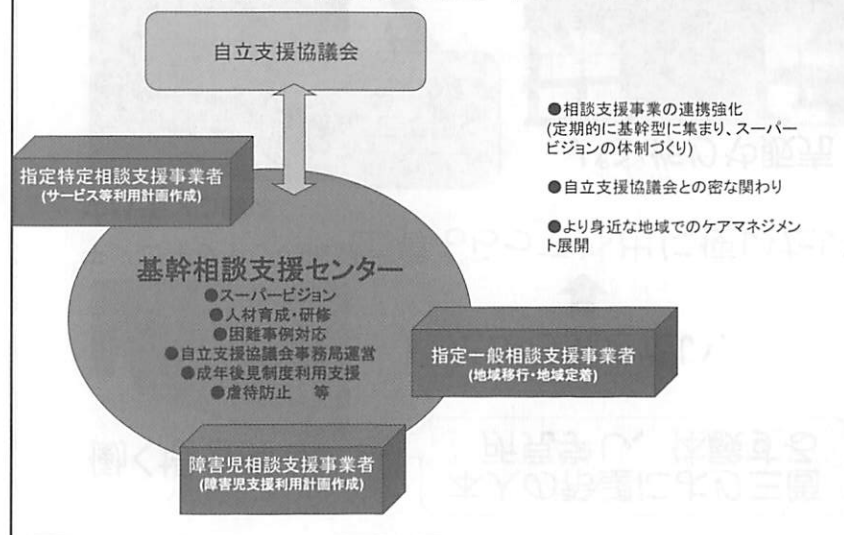 自立支援協議会
●相談支援事業の連携強化
(定期的に基幹型に集まり、スーパー
ビジョンの体制づくり)
●自立支援協議会との密な関わり
●より身近な地域でのケアマネジメン
ト展開
指定特定相談支援事業者
(サービス等利用計画作成)
基幹相談支援センター
●スーパービジョン
●人材育成・研修
●困難事例対応
●自立支援協議会事務局運営
●成年後見制度利用支援
●虐待防止　等
指定一般相談支援事業者
(地域移行・地域定着)
障害児相談支援事業者
(障害児支援利用計画作成)